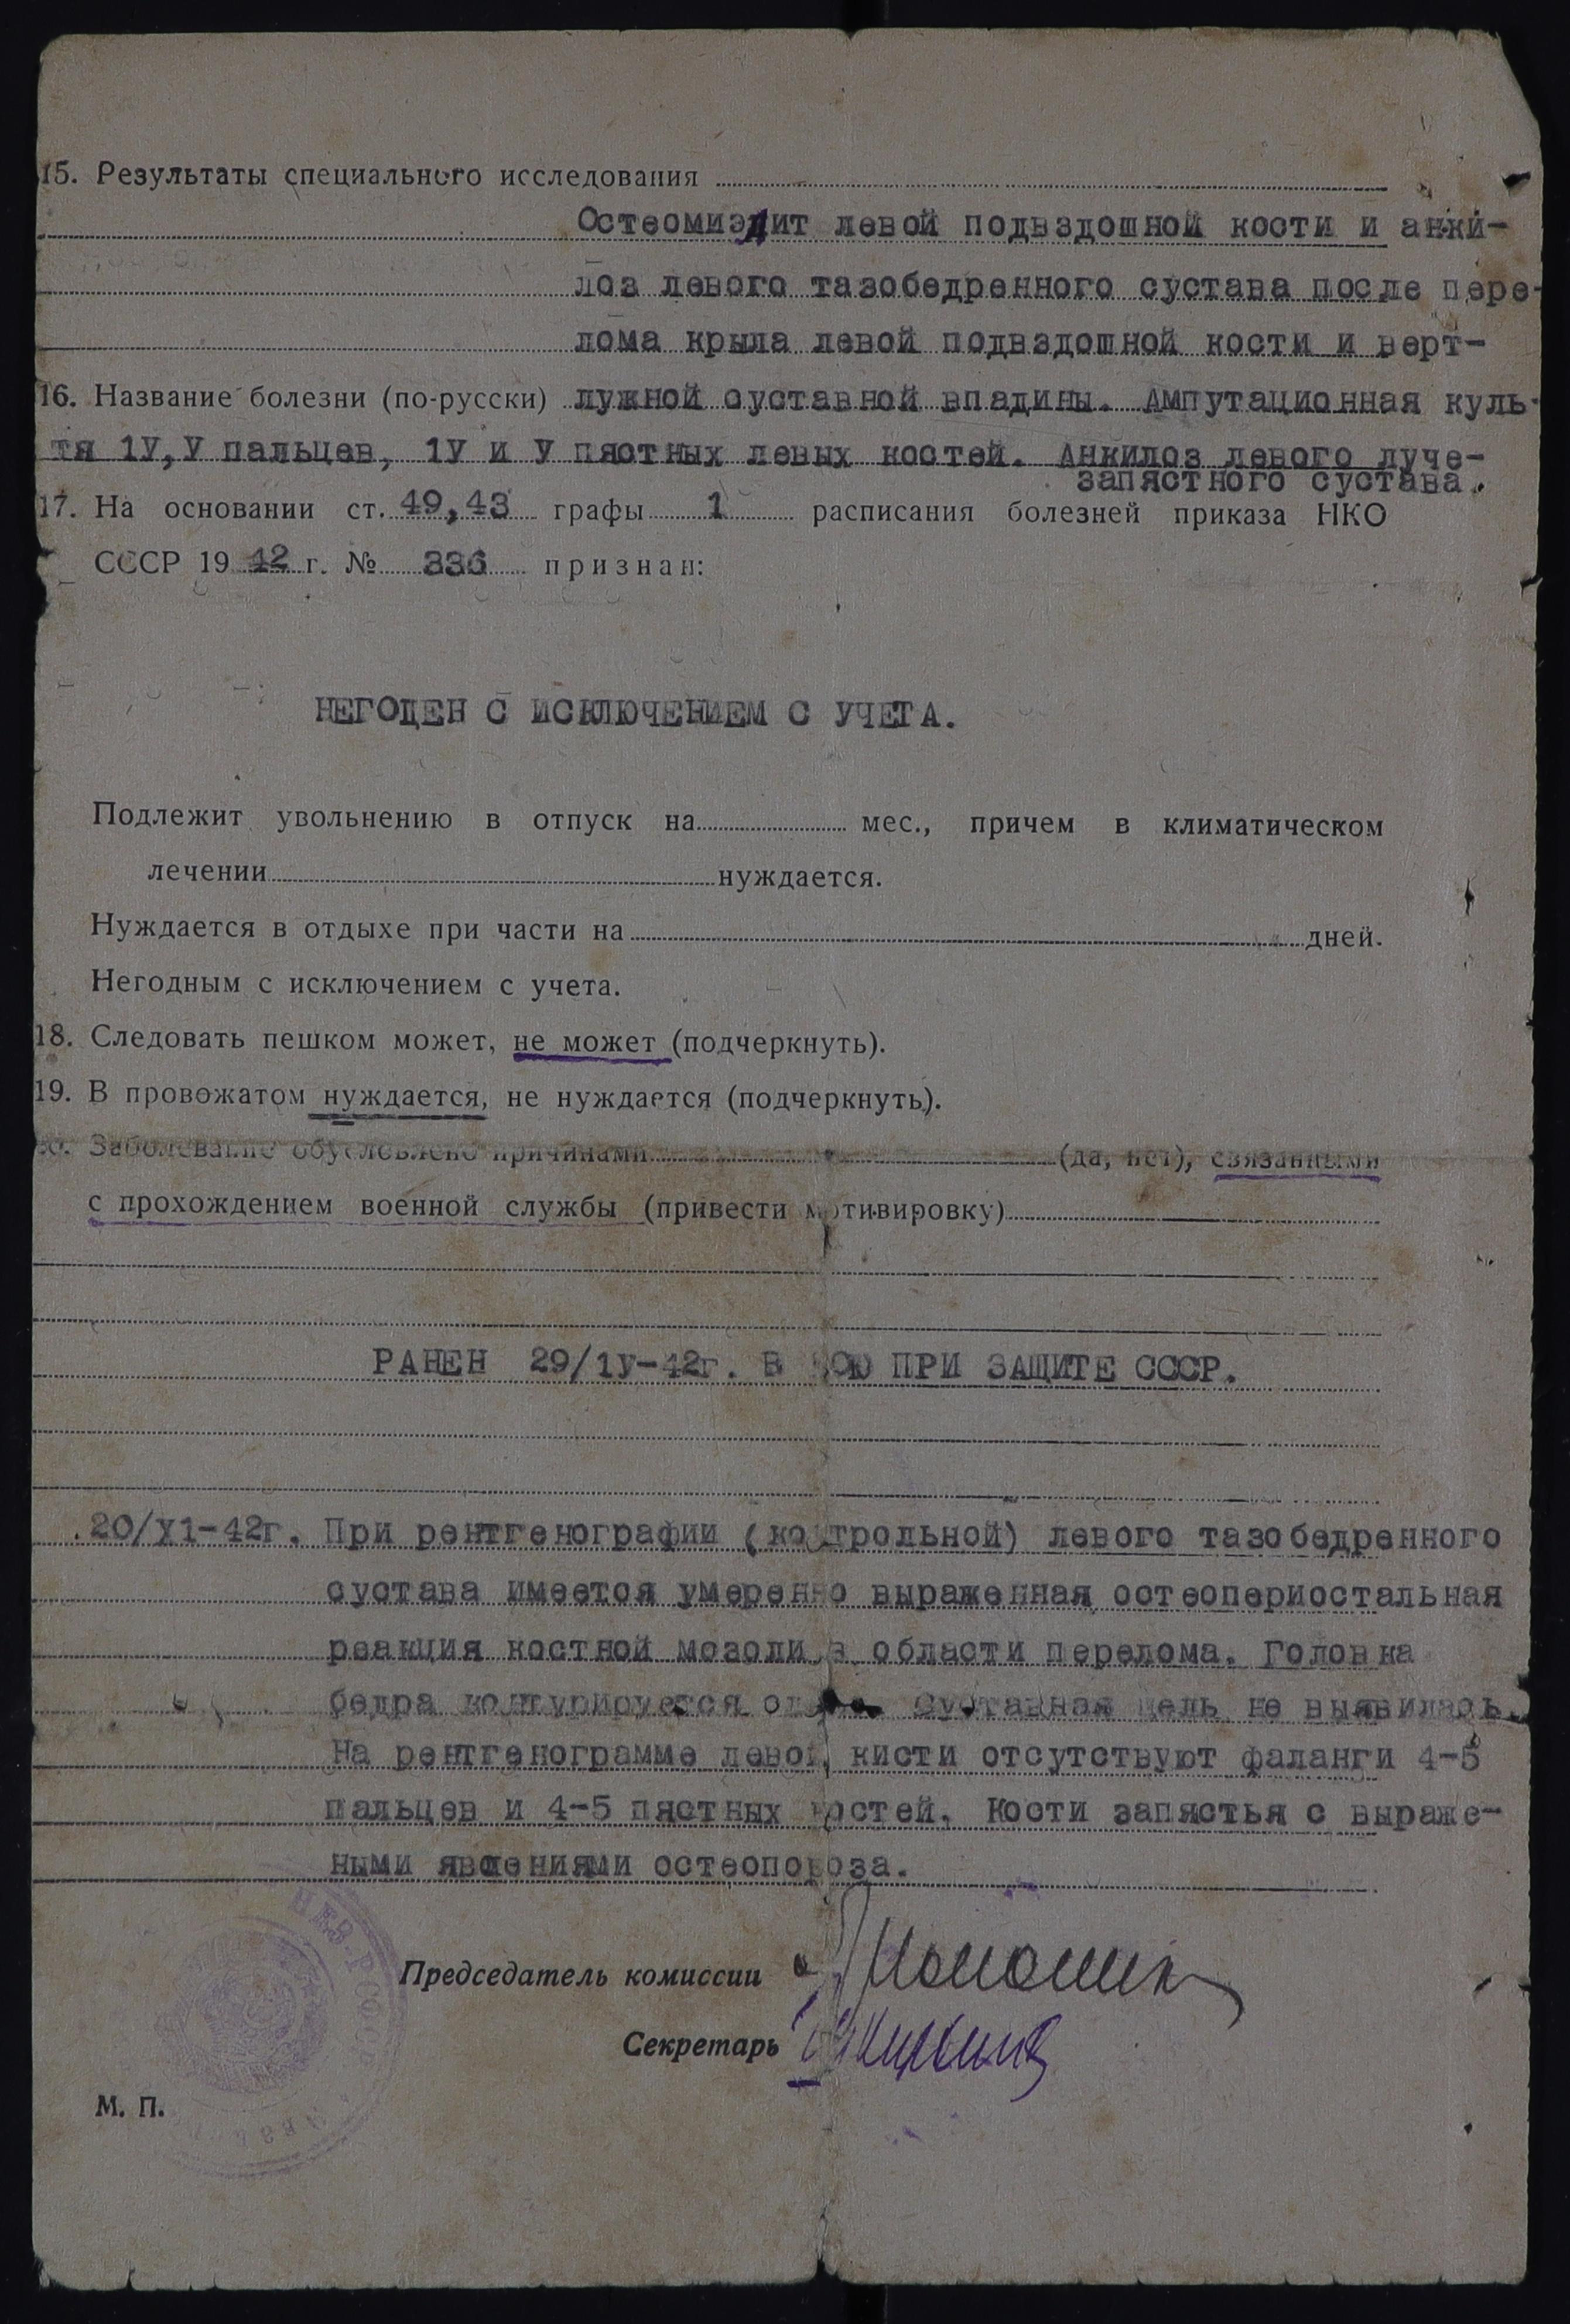 15. Результаты специального исследования
Остеомиэлит левой подвздошной кости и анки-
лоз левого тазобедренного сустава после пере-
лома крыла левой подвздошной кости и верт-
16. Название болезни (по-русски) лужной суставной впадины. Ампутационная куль-
тя 1У,У пальцев, 1У и У пястных левых костей. Анкилоз левого луче-
запястного сустава.
17. На основании ст. 49,43 графы 1 расписания болезней приказа НКО
СССР 19 42 г. № 336 признан:
НЕГОДЕН С ИСКЛЮЧЕНИЕМ С УЧЕТА.
Подлежит увольнению в отпуск на мес., причем в климатическом
лечении нуждается.
Нуждается в отдыхе при части на дней.
Негодным с исключением с учета.
18. Следовать пешком может, не может (подчеркнуть).
19. В провожатом нуждается, не нуждается (подчеркнуть).
20. Заболевание обусловлено причинами (да, нет), связанными
с прохождением военной службы (привести мотивировку)
РАНЕН 29/1У-42г. В БОЮ ПРИ ЗАЩИТЕ СССР.
20/Х1-42г. При рентгенографии (контрольной) левого тазобедренного
сустава имеется умеренно выраженная остеопериостальная
реакция костной мозоли в области перелома. Головка
бедра контурируется Суставная щель не выявилась.
На рентгенограмме левой кисти отсутствуют фаланги 4-5
пальцев и 4-5 пястных костей. Кости запястья с выраже-
ными явлениями остеопороза.
Председатель комиссии
Секретарь
М. П.